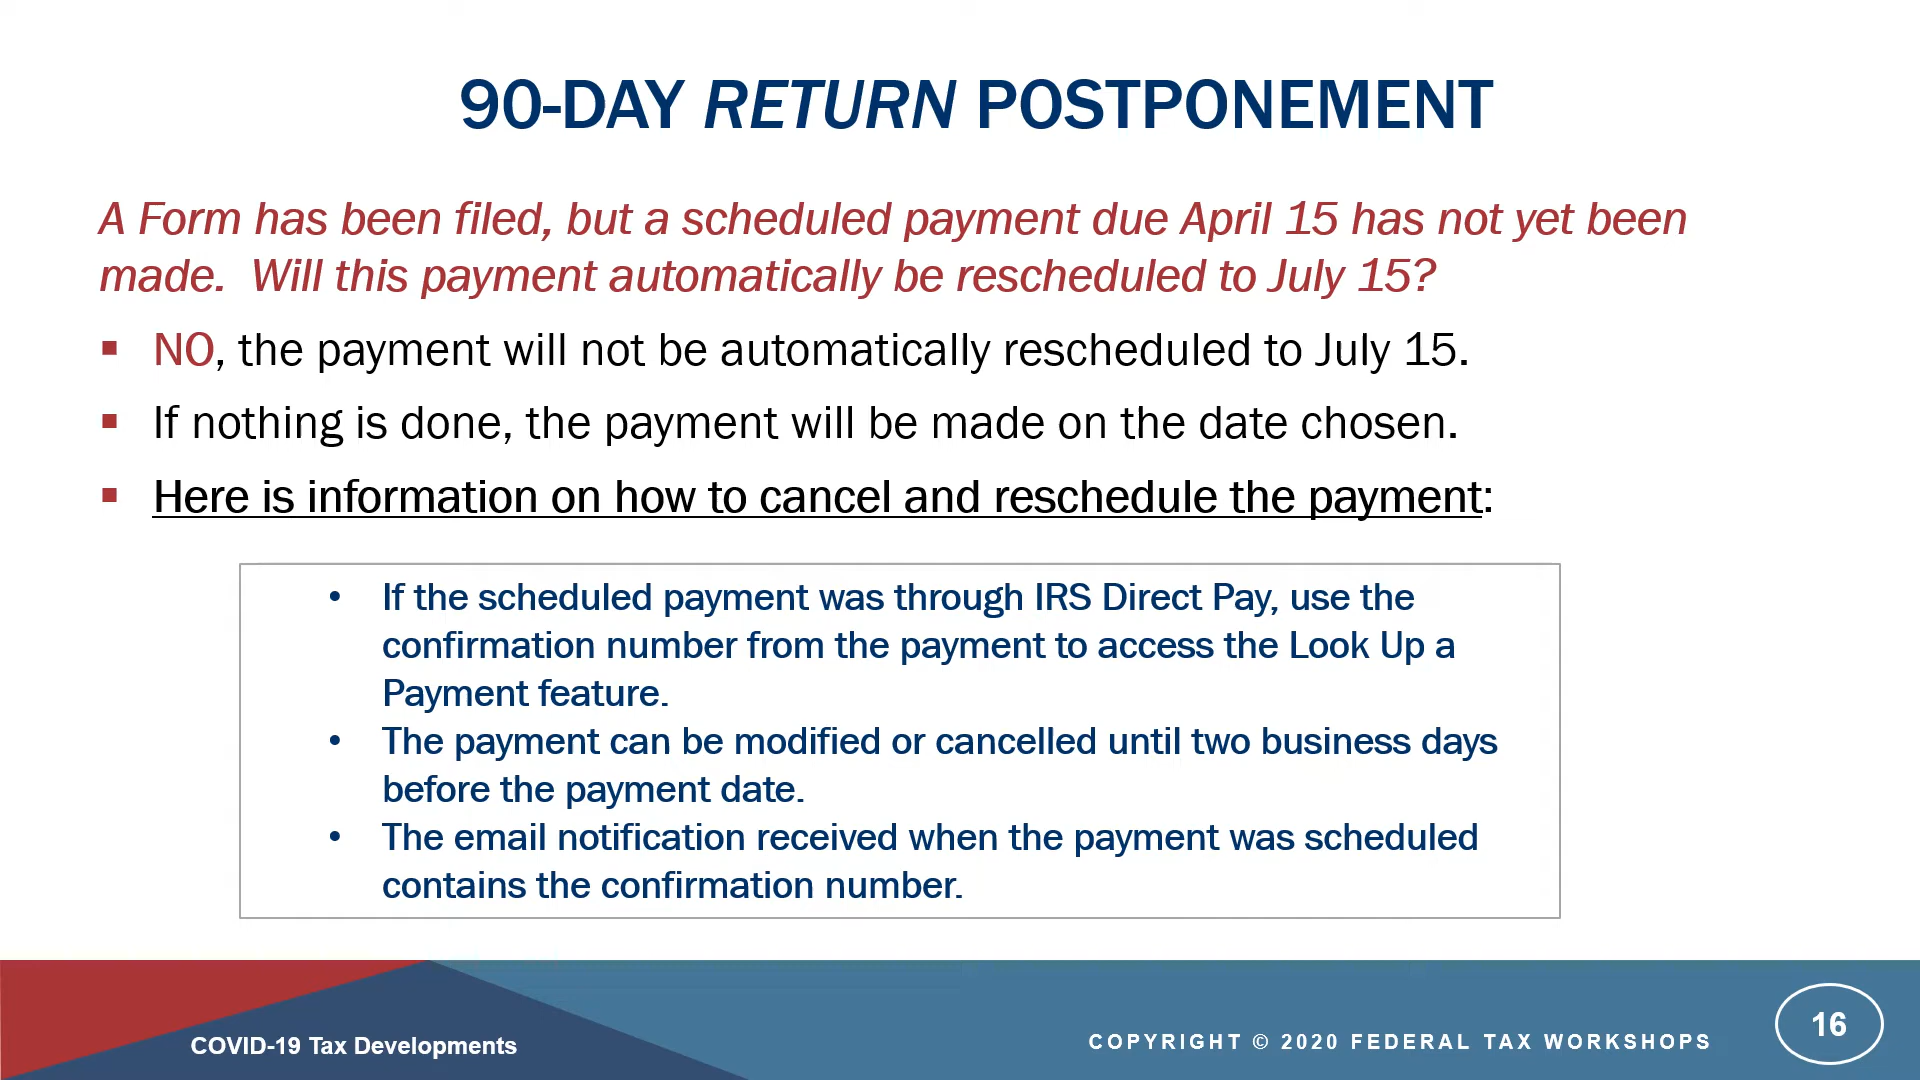 90-DAY RETURN POSTPONEMENT
A Form has been filed, but a scheduled payment due April 15 has not yet been
made.  Will this payment automatically be rescheduled to July 15?
▪ NO, the payment will not be automatically rescheduled to July 15.
▪ If nothing is done, the payment will be made on the date chosen.
▪ Here is information on how to cancel and reschedule the payment:
• If the scheduled payment was through IRS Direct Pay, use the
confirmation number from the payment to access the Look Up a
Payment feature.
• The payment can be modified or cancelled until two business days
before the payment date.
• The email notification received when the payment was scheduled
contains the confirmation number.
COVID-19 Tax Developments
COPYRIGHT © 2020 FEDERAL TAX WORKSHOPS
16